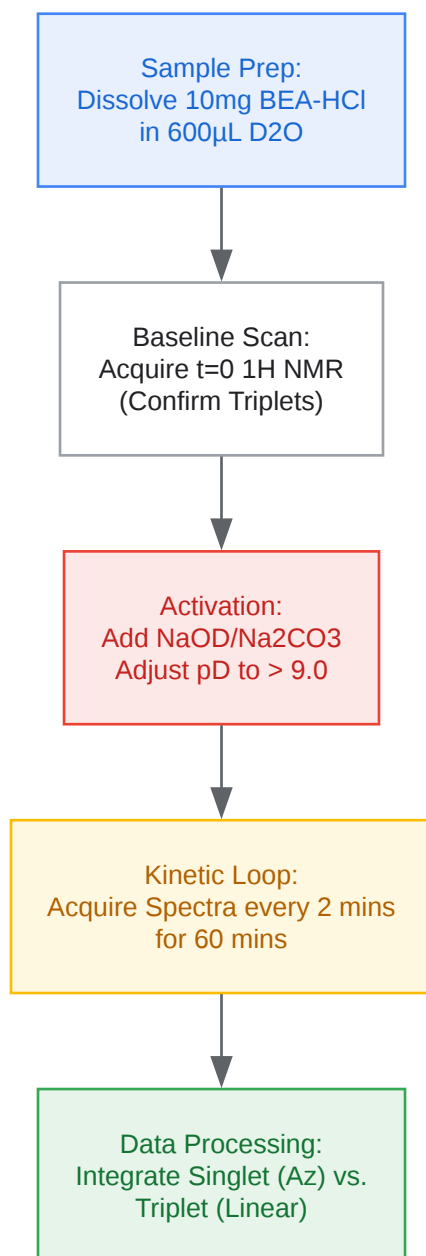 Sample Prep:
Dissolve 10mg BEA-HCl
in 600µL D2O
Baseline Scan:
Acquire t=0 1H NMR
(Confirm Triplets)
Activation:
Add NaOD/Na2CO3
Adjust pD to > 9.0
Kinetic Loop:
Acquire Spectra every 2 mins
for 60 mins
Data Processing:
Integrate Singlet (Az) vs.
Triplet (Linear)